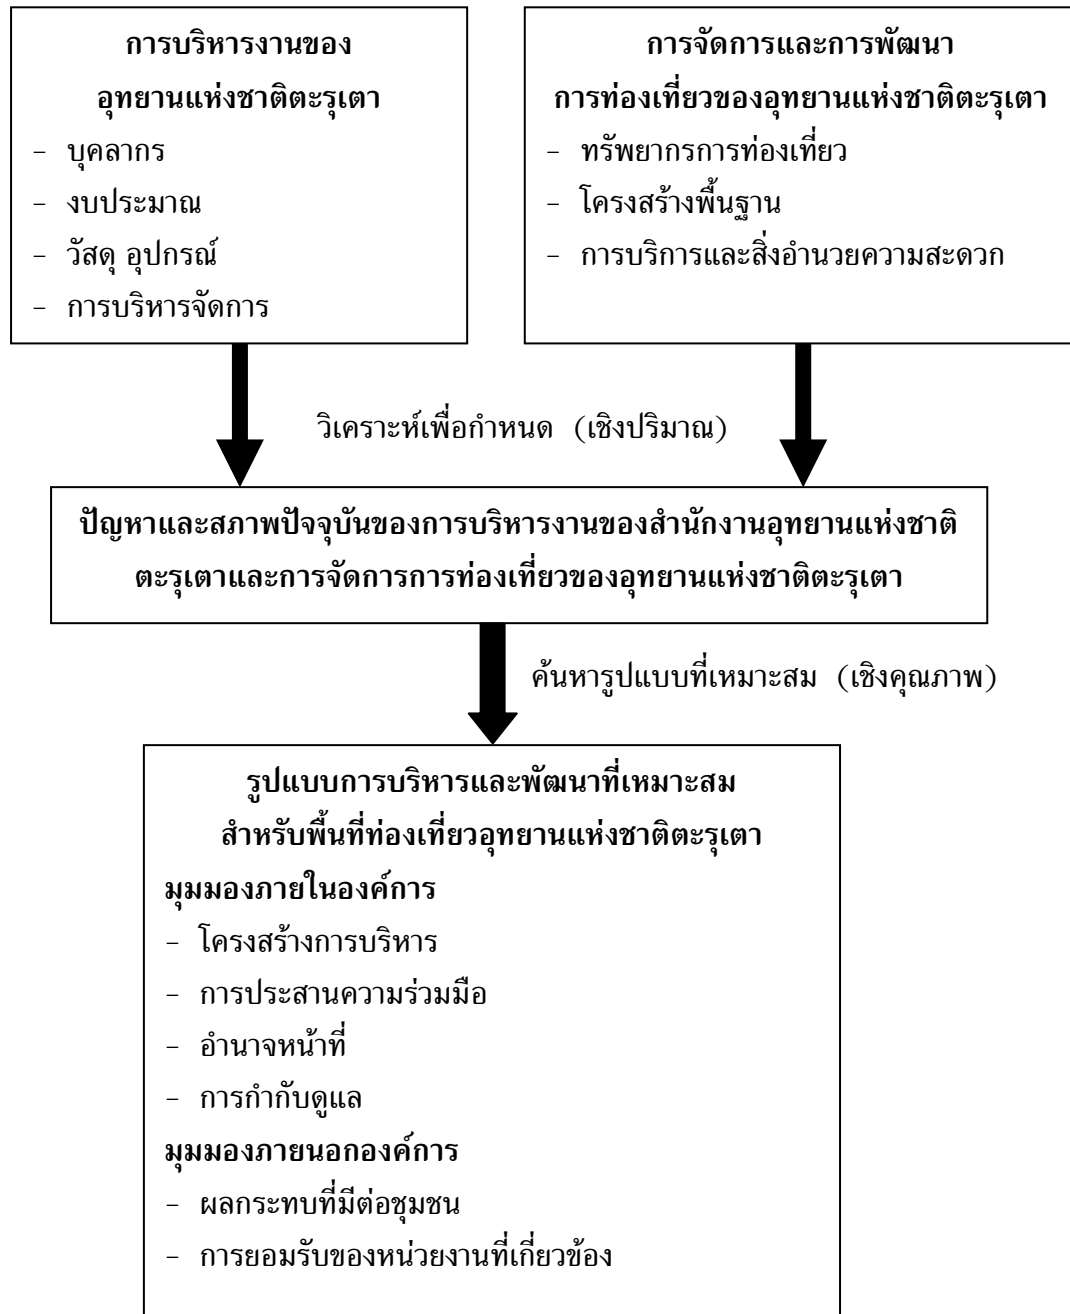 การบริหารงานของ
อุทยานแห่งชาติตะรุเตา
- บุคลากร
- งบประมาณ
- วัสดุ อุปกรณ์
- การบริหารจัดการ
การจัดการและการพัฒนา
การท่องเที่ยวของอุทยานแห่งชาติตะรุเตา
- ทรัพยากรการท่องเที่ยว
- โครงสร้างพื้นฐาน
- การบริการและสิ่งอำนวยความสะดวก
วิเคราะห์เพื่อกำหนด (เชิงปริมาณ)
ปัญหาและสภาพปัจจุบันของการบริหารงานของสำนักงานอุทยานแห่งชาติ
ตะรุเตาและการจัดการการท่องเที่ยวของอุทยานแห่งชาติตะรุเตา
ค้นหารูปแบบที่เหมาะสม (เชิงคุณภาพ)
รูปแบบการบริหารและพัฒนาที่เหมาะสม
สำหรับพื้นที่ท่องเที่ยวอุทยานแห่งชาติตะรุเตา
มุมมองภายในองค์การ
- โครงสร้างการบริหาร
- การประสานความร่วมมือ
- อำนาจหน้าที่
- การกำกับดูแล
มุมมองภายนอกองค์การ
- ผลกระทบที่มีต่อชุมชน
- การยอมรับของหน่วยงานที่เกี่ยวข้อง